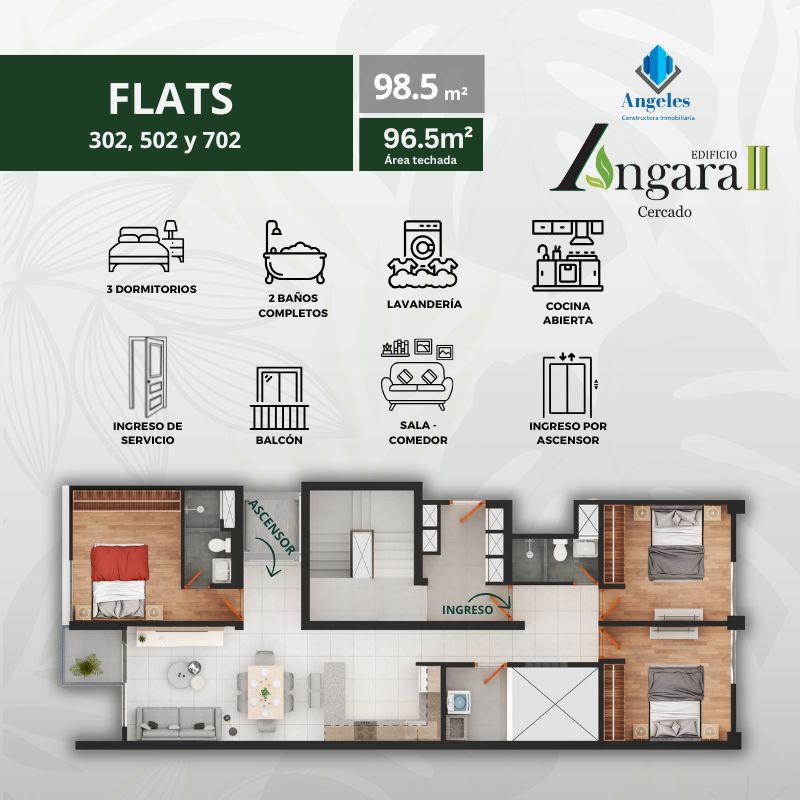 FLATS
302, 502 y 702
98.5 m²
96.5m²
Área techada
Angeles
Constructora Inmobiliaria
EDIFICIO
Angara II
Cercado
3 DORMITORIOS
2 BAÑOS
COMPLETOS
LAVANDERÍA
COCINA
ABIERTA
INGRESO DE
SERVICIO
BALCÓN
SALA -
COMEDOR
INGRESO POR
ASCENSOR
ASCENSOR
INGRESO